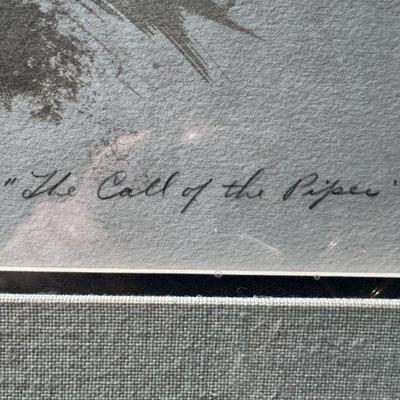 "The Call of the Piper"